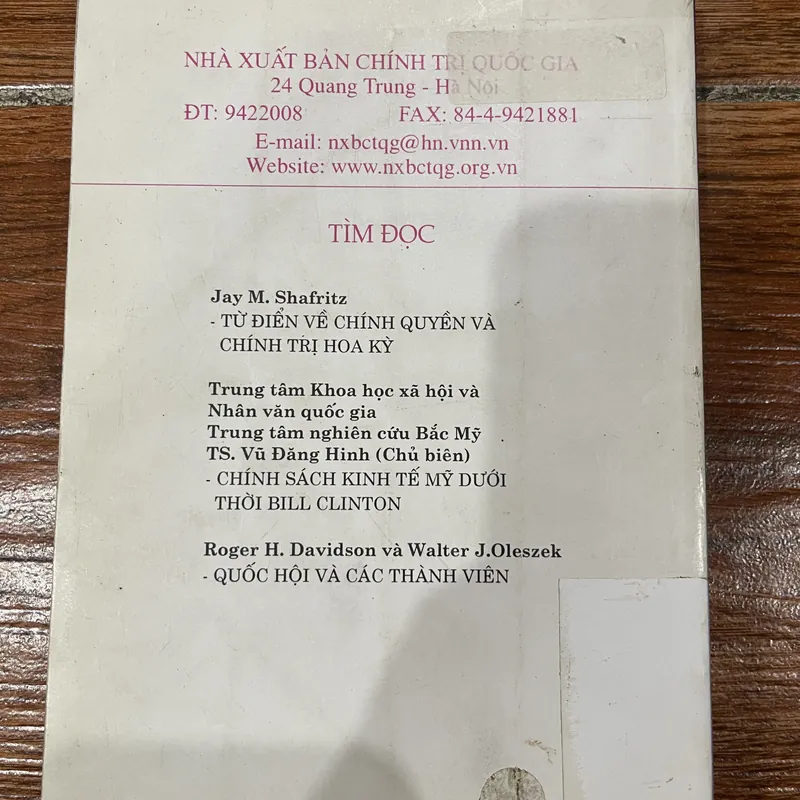 NHÀ XUẤT BẢN CHÍNH TRỊ QUỐC GIA
24 Quang Trung - Hà Nội
ĐT: 9422008 FAX: 84-4-9421881
E-mail: nxbctqg@hn.vnn.vn
Website: www.nxbctqg.org.vn
TÌM ĐỌC
Jay M. Shafritz
- TỪ ĐIỂN VỀ CHÍNH QUYỀN VÀ
CHÍNH TRỊ HOA KỲ
Trung tâm Khoa học xã hội và
Nhân văn quốc gia
Trung tâm nghiên cứu Bắc Mỹ
TS. Vũ Đăng Hinh (Chủ biên)
- CHÍNH SÁCH KINH TẾ MỸ DƯỚI
THỜI BILL CLINTON
Roger H. Davidson và Walter J.Oleszek
- QUỐC HỘI VÀ CÁC THÀNH VIÊN